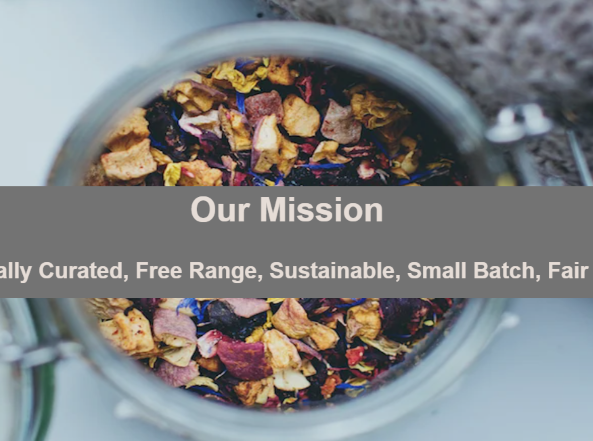 Our Mission
ally Curated, Free Range, Sustainable, Small Batch, Fair